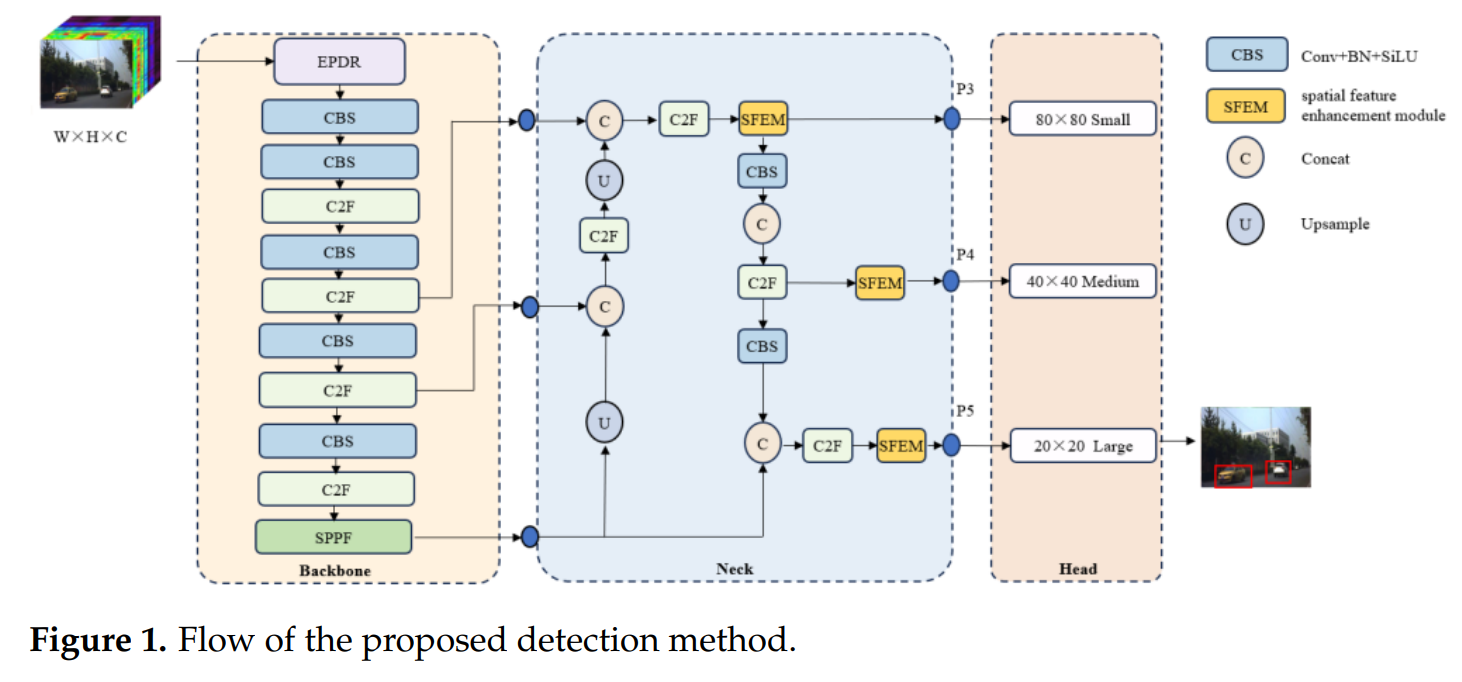 W×H×C
EPDR
CBS
CBS
C2F
CBS
C2F
CBS
C2F
CBS
C2F
SPPF
Backbone
C
C2F
SFEM
U
C2F
C
U
CBS
C
C2F
SFEM
CBS
C
C2F
SFEM
Neck
P3
P4
P5
80×80 Small
40×40 Medium
20×20 Large
Head
CBS
Conv+BN+SiLU
SFEM
spatial feature
enhancement module
C
Concat
U
Upsample
Figure 1. Flow of the proposed detection method.